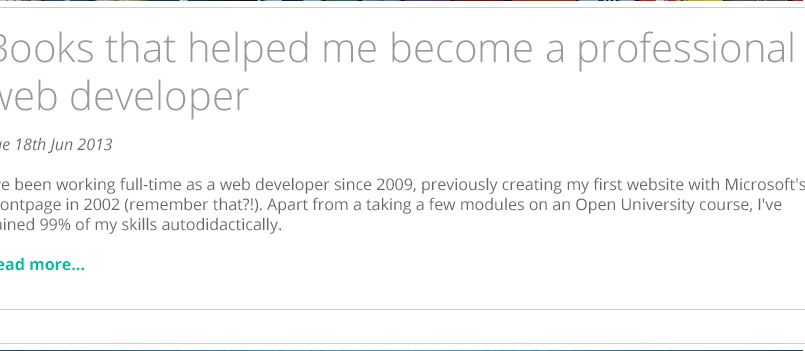 Books that helped me become a professional
web developer
ue 18th Jun 2013
ve been working full-time as a web developer since 2009, previously creating my first website with Microsoft's
ontpage in 2002 (remember that?!). Apart from a taking a few modules on an Open University course, I've
ained 99% of my skills autodidactically.
ead more...